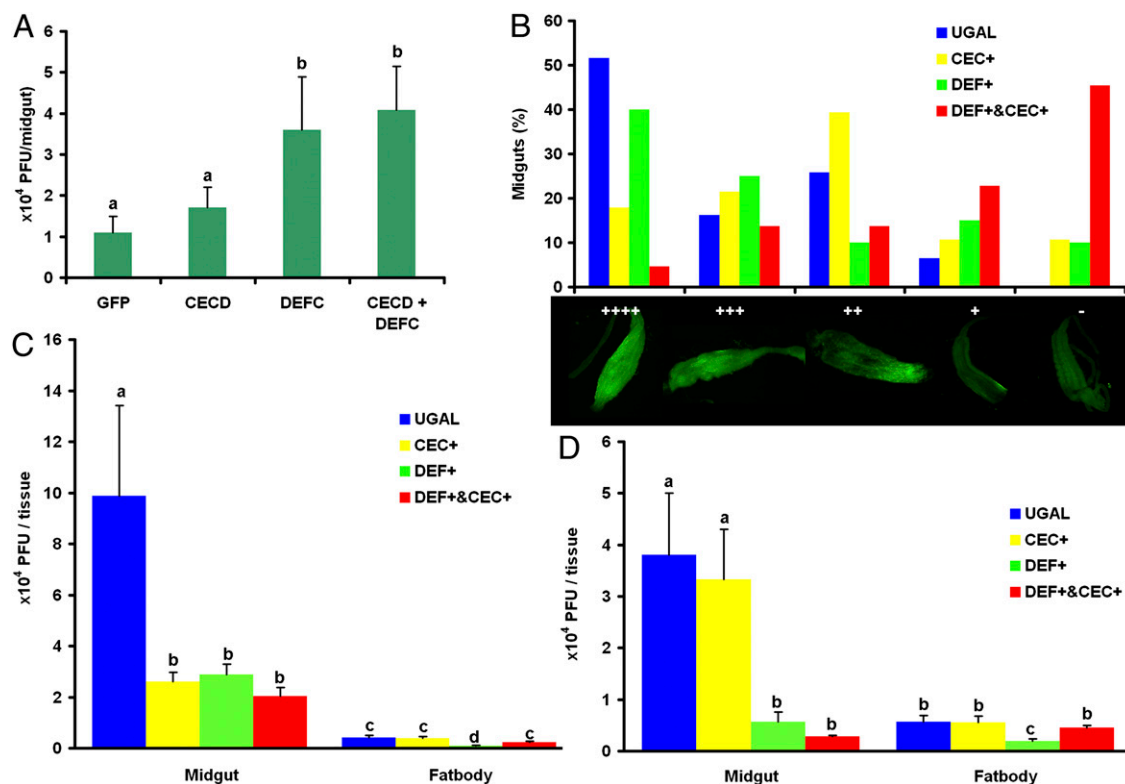 A
×10⁴ PFU/midgut)
6
5
4
3
2
1
0
a
a
b
b
GFP
CECD
DEFC
CECD +
DEFC
B
Midguts (%)
60
50
40
30
20
10
0
UGAL
CEC+
DEF+
DEF+&CEC+
++++
+++
++
+
-
C
×10⁴ PFU / tissue
16
14
12
10
8
6
4
2
0
UGAL
CEC+
DEF+
DEF+&CEC+
a
b
b
b
c
c
d
c
Midgut
Fatbody
D
×10⁴ PFU / tissue
6
5
4
3
2
1
0
UGAL
CEC+
DEF+
DEF+&CEC+
a
a
b
b
b
b
c
b
Midgut
Fatbody